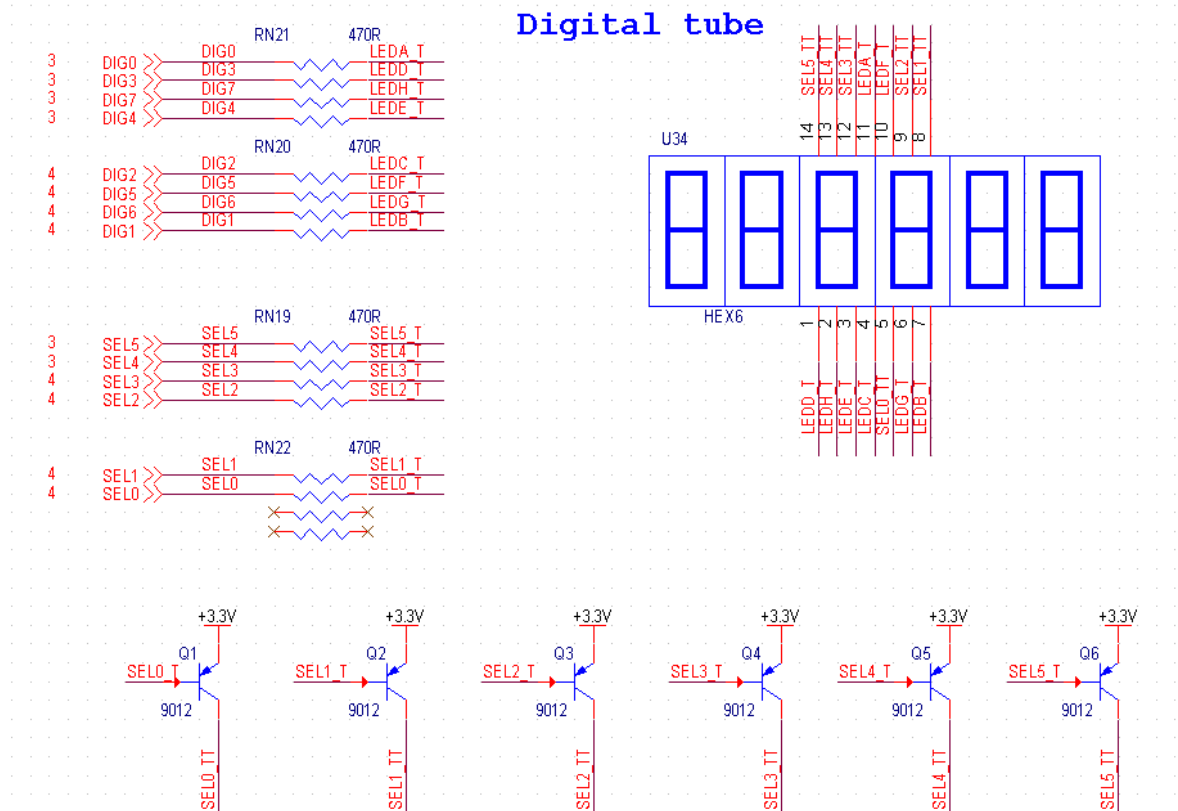 Digital tube
RN21 470R
3 DIG0 DIG0 LEDA_T
3 DIG3 DIG3 LEDD_T
3 DIG7 DIG7 LEDH_T
3 DIG4 DIG4 LEDE_T
RN20 470R
4 DIG2 DIG2 LEDC_T
4 DIG5 DIG5 LEDF_T
4 DIG6 DIG6 LEDG_T
4 DIG1 DIG1 LEDB_T
RN19 470R
3 SEL5 SEL5 SEL5_T
3 SEL4 SEL4 SEL4_T
4 SEL3 SEL3 SEL3_T
4 SEL2 SEL2 SEL2_T
RN22 470R
4 SEL1 SEL1 SEL1_T
4 SEL0 SEL0 SEL0_T
SEL5_TT SEL4_TT SEL3_TT LEDA_T LEDF_T SEL2_TT SEL1_TT
14 13 12 11 10 9 8
U34
HEX6
1 2 3 4 5 6 7
LEDD_T LEDH_T LEDE_T LEDC_T SEL0_TT LEDG_T LEDB_T
+3.3V +3.3V +3.3V +3.3V +3.3V +3.3V
Q1 Q2 Q3 Q4 Q5 Q6
SEL0_T SEL1_T SEL2_T SEL3_T SEL4_T SEL5_T
9012 9012 9012 9012 9012 9012
SEL0_TT SEL1_TT SEL2_TT SEL3_TT SEL4_TT SEL5_TT